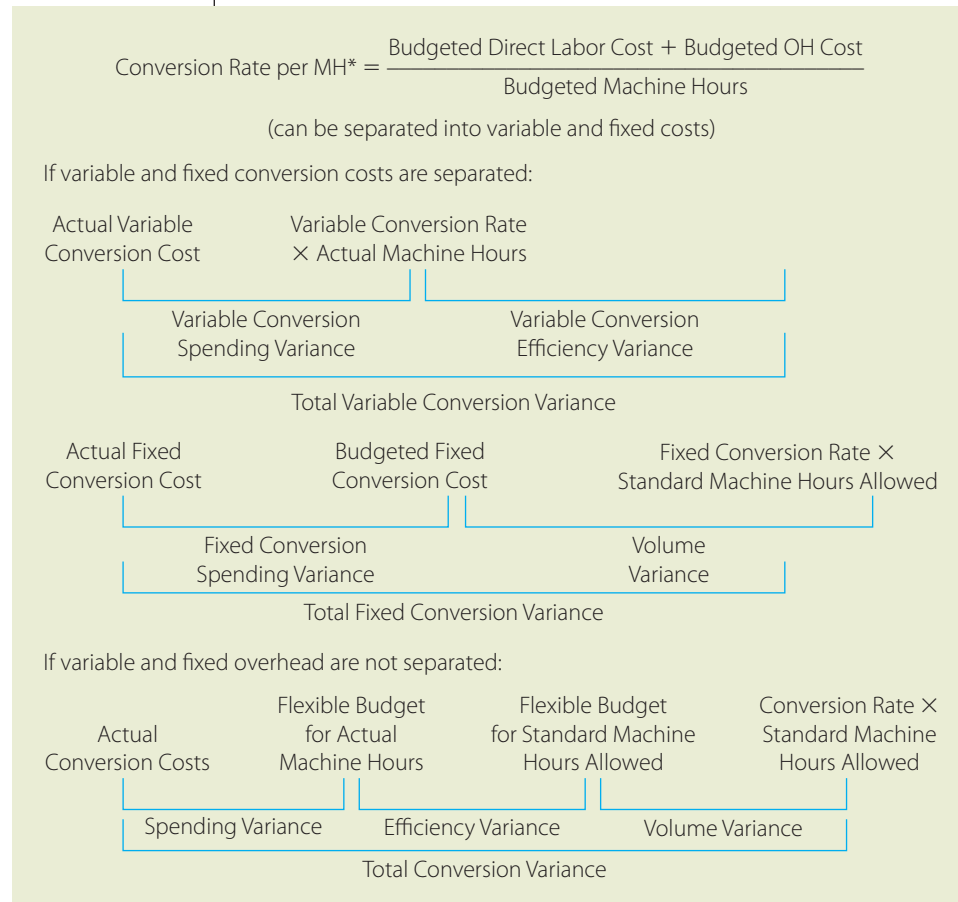 Conversion Rate per MH* = Budgeted Direct Labor Cost + Budgeted OH Cost
Budgeted Machine Hours
(can be separated into variable and fixed costs)
If variable and fixed conversion costs are separated:
Actual Variable Variable Conversion Rate
Conversion Cost × Actual Machine Hours
Variable Conversion Variable Conversion
Spending Variance Efficiency Variance
Total Variable Conversion Variance
Actual Fixed Budgeted Fixed Fixed Conversion Rate ×
Conversion Cost Conversion Cost Standard Machine Hours Allowed
Fixed Conversion Volume
Spending Variance Variance
Total Fixed Conversion Variance
If variable and fixed overhead are not separated:
Flexible Budget Flexible Budget Conversion Rate ×
Actual for Actual for Standard Machine Standard Machine
Conversion Costs Machine Hours Hours Allowed Hours Allowed
Spending Variance Efficiency Variance Volume Variance
Total Conversion Variance